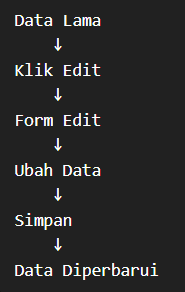 Data Lama
↓
Klik Edit
↓
Form Edit
↓
Ubah Data
↓
Simpan
↓
Data Diperbarui